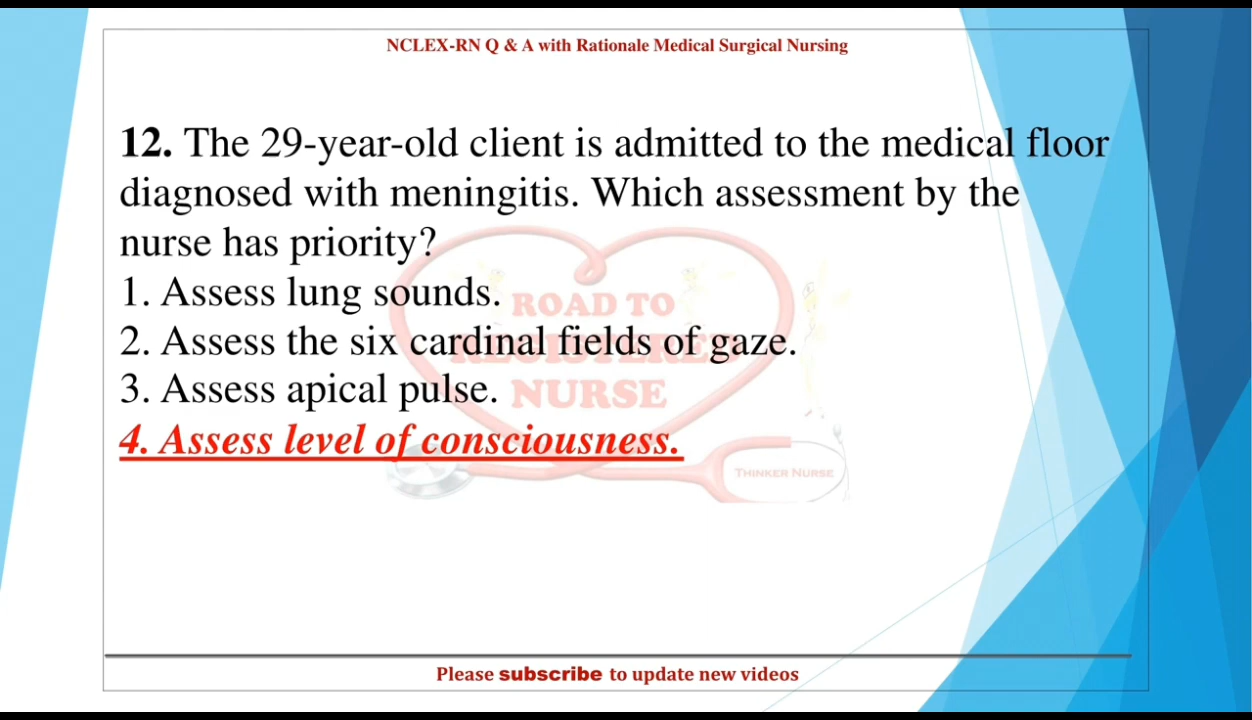 NCLEX-RN Q & A with Rationale Medical Surgical Nursing
12. The 29-year-old client is admitted to the medical floor
diagnosed with meningitis. Which assessment by the
nurse has priority?
1. Assess lung sounds.
ROAD TO
2. Assess the six cardinal fields of gaze.
REGISTERED
3. Assess apical pulse.
NURSE
4. Assess level of consciousness.
THINKER NURSE
Please subscribe to update new videos